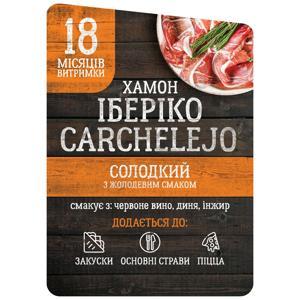 18
МІСЯЦІВ
ВИТРИМКИ
ХАМОН
ІБЕРІКО
CARCHELEJO
СОЛОДКИЙ
З ЖОЛОДЕВИМ СМАКОМ
смакує з: червоне вино, диня, інжир
ДОДАЄТЬСЯ ДО:
ЗАКУСКИ ОСНОВНІ СТРАВИ ПІЦЦА